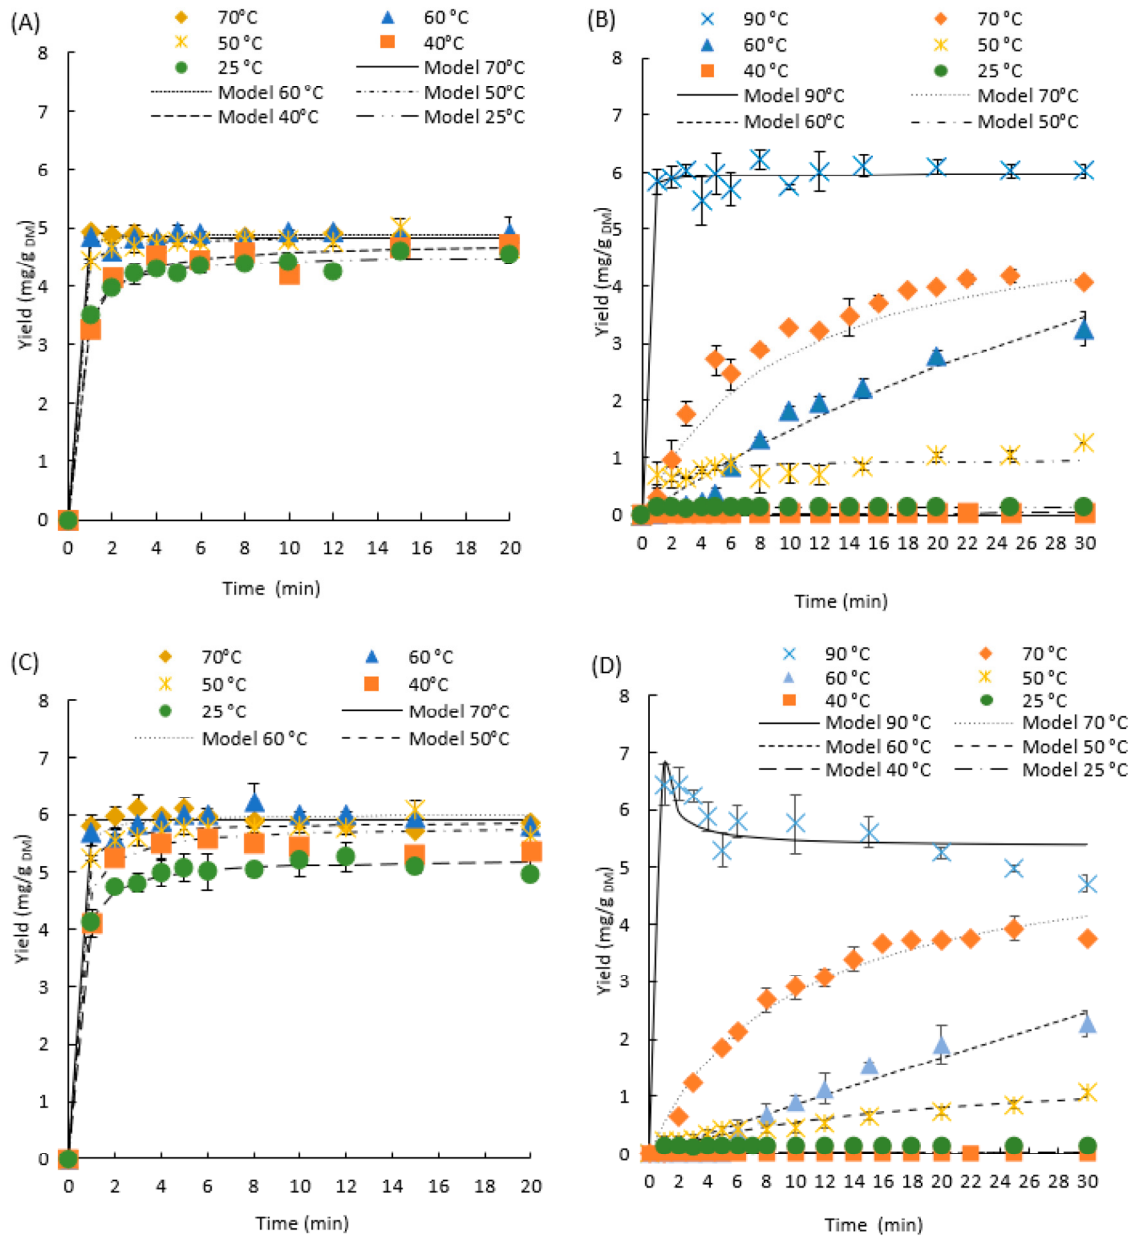 (A)
70°C
60 °C
50 °C
40°C
25 °C
Model 70°C
Model 60 °C
Model 50°C
Model 40°C
Model 25°C
8
7
6
5
4
3
2
1
0
Yield (mg/g DM)
0 2 4 6 8 10 12 14 16 18 20
Time (min)
(B)
90 °C
70 °C
60 °C
50 °C
40 °C
25 °C
Model 90°C
Model 70°C
Model 60°C
Model 50°C
8
7
6
5
4
3
2
1
0
Yield (mg/g DM)
0 2 4 6 8 10 12 14 16 18 20 22 24 26 28 30
Time (min)
(C)
70°C
60 °C
50 °C
40°C
25 °C
Model 70°C
Model 60 °C
Model 50°C
8
7
6
5
4
3
2
1
0
Yield (mg/g DM)
0 2 4 6 8 10 12 14 16 18 20
Time (min)
(D)
90 °C
70 °C
60 °C
50 °C
40 °C
25 °C
Model 90 °C
Model 70 °C
Model 60 °C
Model 50 °C
Model 40 °C
Model 25 °C
8
7
6
5
4
3
2
1
0
Yield (mg/g DM)
0 2 4 6 8 10 12 14 16 18 20 22 24 26 28 30
Time (min)